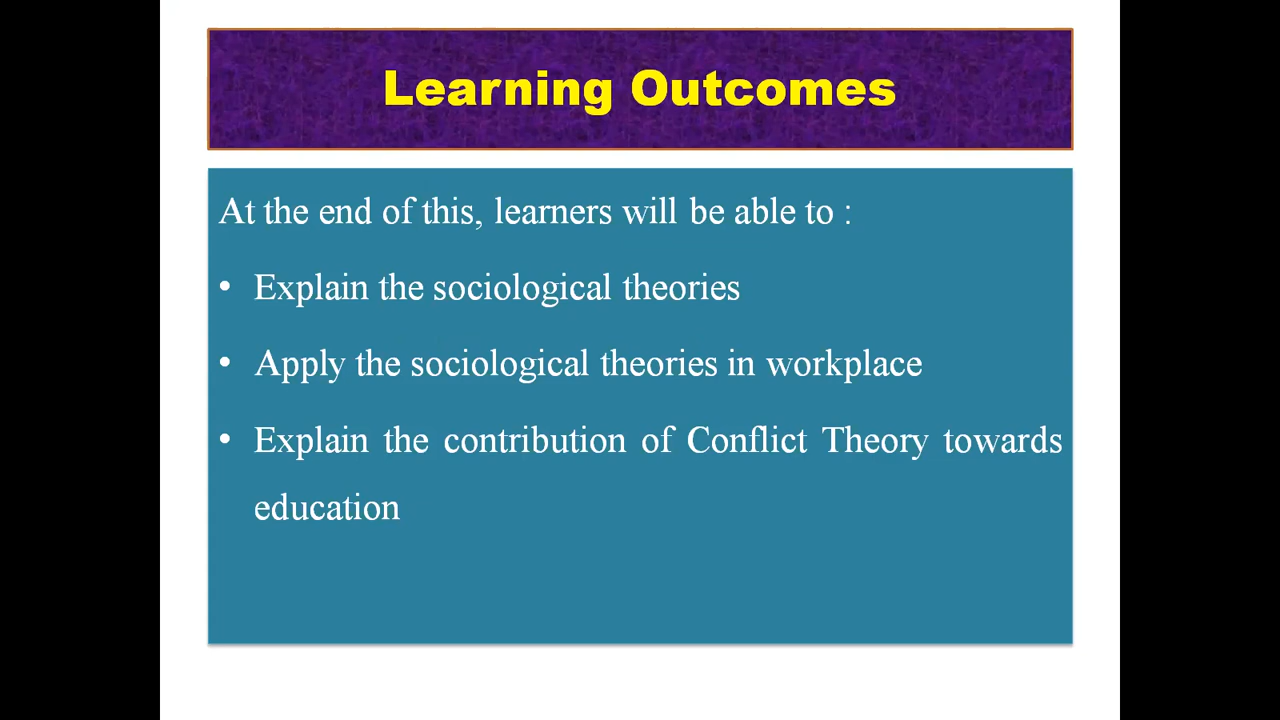 Learning Outcomes
At the end of this, learners will be able to :
• Explain the sociological theories
• Apply the sociological theories in workplace
• Explain the contribution of Conflict Theory towards
education